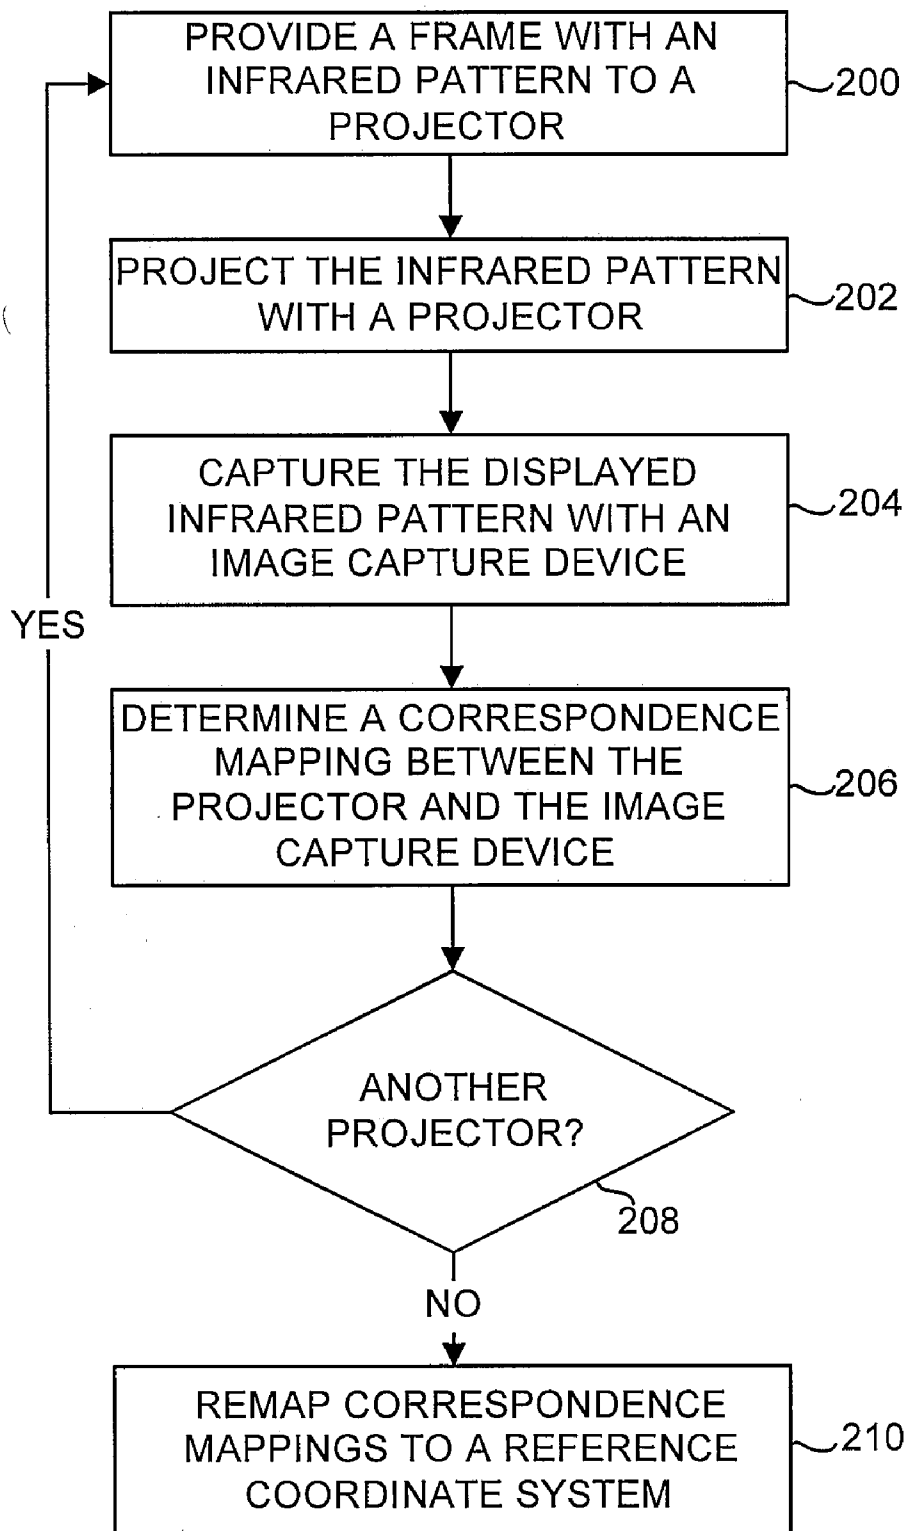 PROVIDE A FRAME WITH AN
INFRARED PATTERN TO A
PROJECTOR
200
PROJECT THE INFRARED PATTERN
WITH A PROJECTOR
202
CAPTURE THE DISPLAYED
INFRARED PATTERN WITH AN
IMAGE CAPTURE DEVICE
204
YES
DETERMINE A CORRESPONDENCE
MAPPING BETWEEN THE
PROJECTOR AND THE IMAGE
CAPTURE DEVICE
206
ANOTHER
PROJECTOR?
208
NO
REMAP CORRESPONDENCE
MAPPINGS TO A REFERENCE
COORDINATE SYSTEM
210